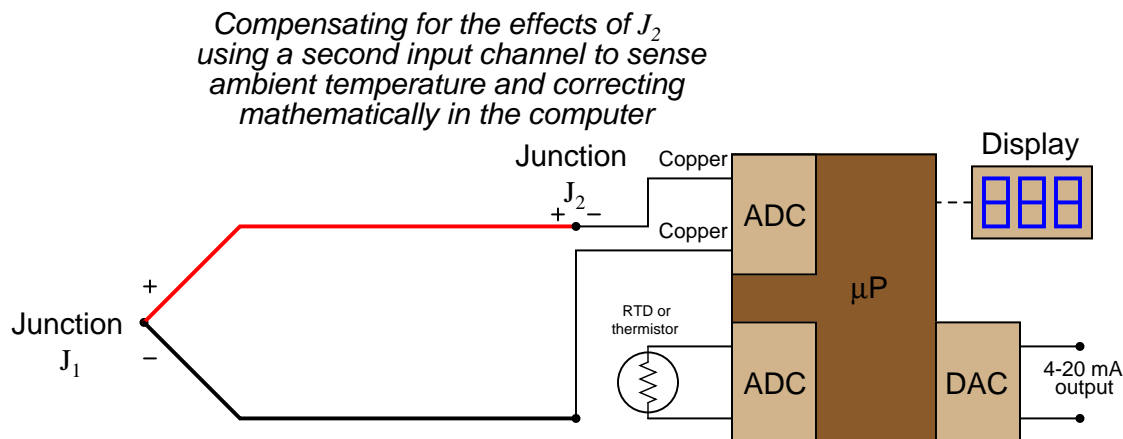 Compensating for the effects of J2
using a second input channel to sense
ambient temperature and correcting
mathematically in the computer
Junction
J2
+ −
Copper
Copper
ADC
μP
Display
888
+
Junction
J1
−
RTD or
thermistor
ADC
DAC
4-20 mA
output